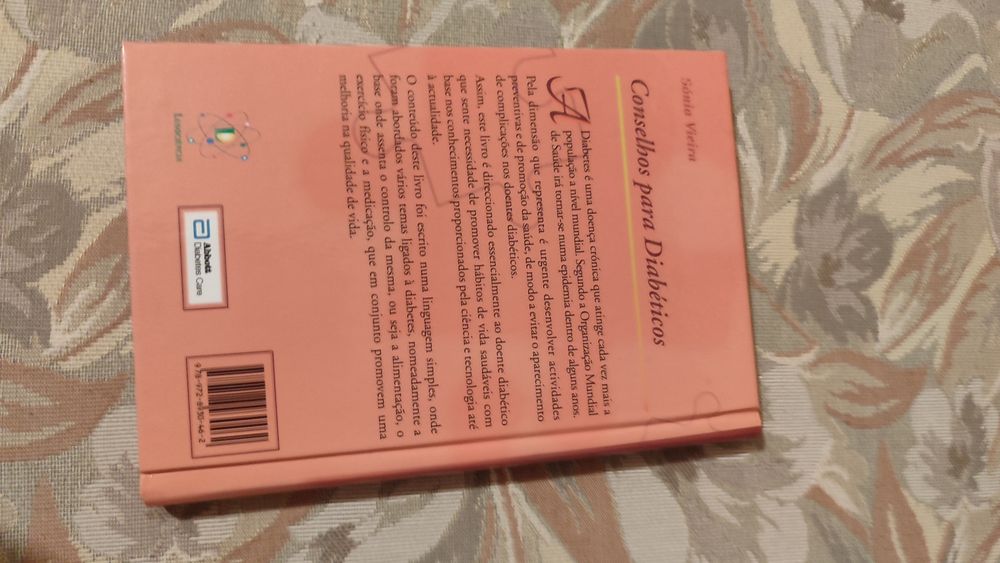 Sónia Vieira
Conselhos para Diabéticos
A Diabetes é uma doença crónica que atinge cada vez mais a
população a nível mundial. Segundo a Organização Mundial
de Saúde irá tornar-se numa epidemia dentro de alguns anos.
Pela dimensão que representa é urgente desenvolver actividades
preventivas e de promoção da saúde, de modo a evitar o aparecimento
de complicações nos doentes diabéticos.
Assim, este livro é direccionado essencialmente ao doente diabético
que sente necessidade de promover hábitos de vida saudáveis com
base nos conhecimentos proporcionados pela ciência e tecnologia até
à actualidade.
O conteúdo deste livro foi escrito numa linguagem simples, onde
foram abordados vários temas ligados à diabetes, nomeadamente a
base onde assenta o controlo da mesma, ou seja a alimentação, o
exercício físico e a medicação, que em conjunto promovem uma
melhoria na qualidade de vida.
Abbott
Diabetes Care